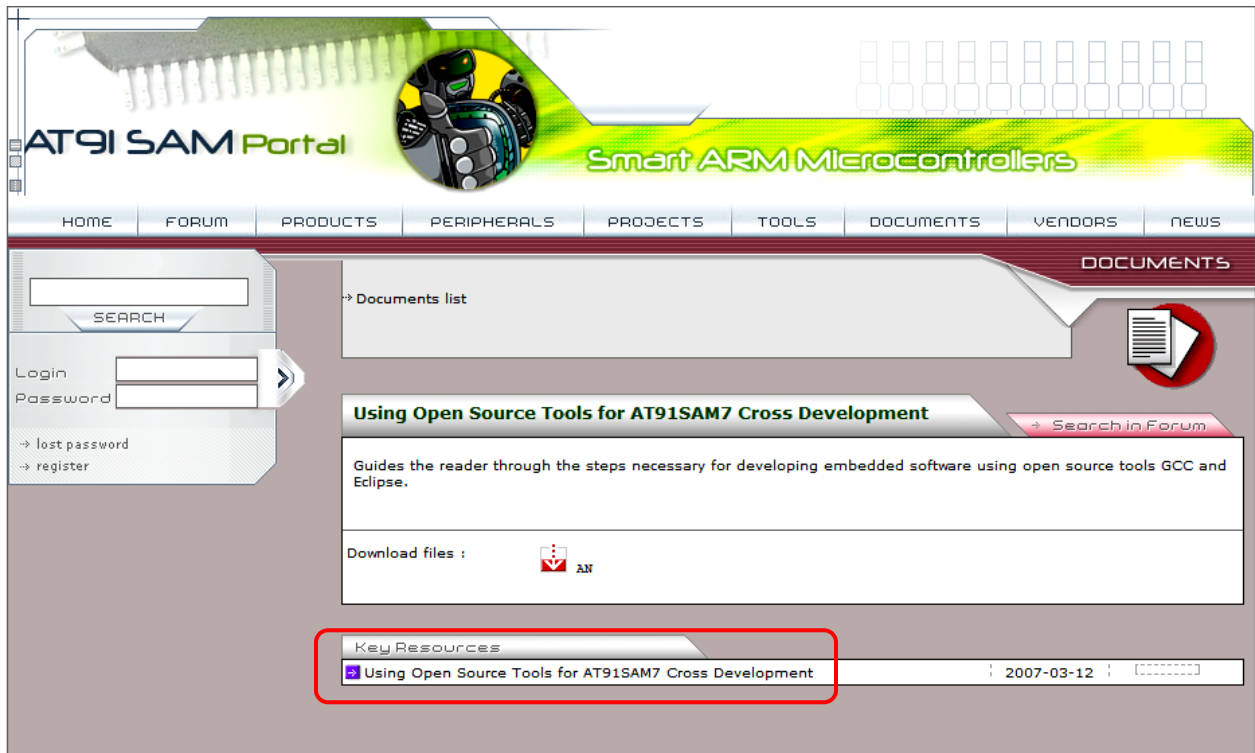 AT91 SAM Portal
Smart ARM Microcontrollers
HOME FORUM PRODUCTS PERIPHERALS PROJECTS TOOLS DOCUMENTS VENDORS NEWS
DOCUMENTS
SEARCH
Documents list
Login
Password
lost password
register
Using Open Source Tools for AT91SAM7 Cross Development
Search in Forum
Guides the reader through the steps necessary for developing embedded software using open source tools GCC and
Eclipse.
Download files :
AN
Key Resources
Using Open Source Tools for AT91SAM7 Cross Development 2007-03-12